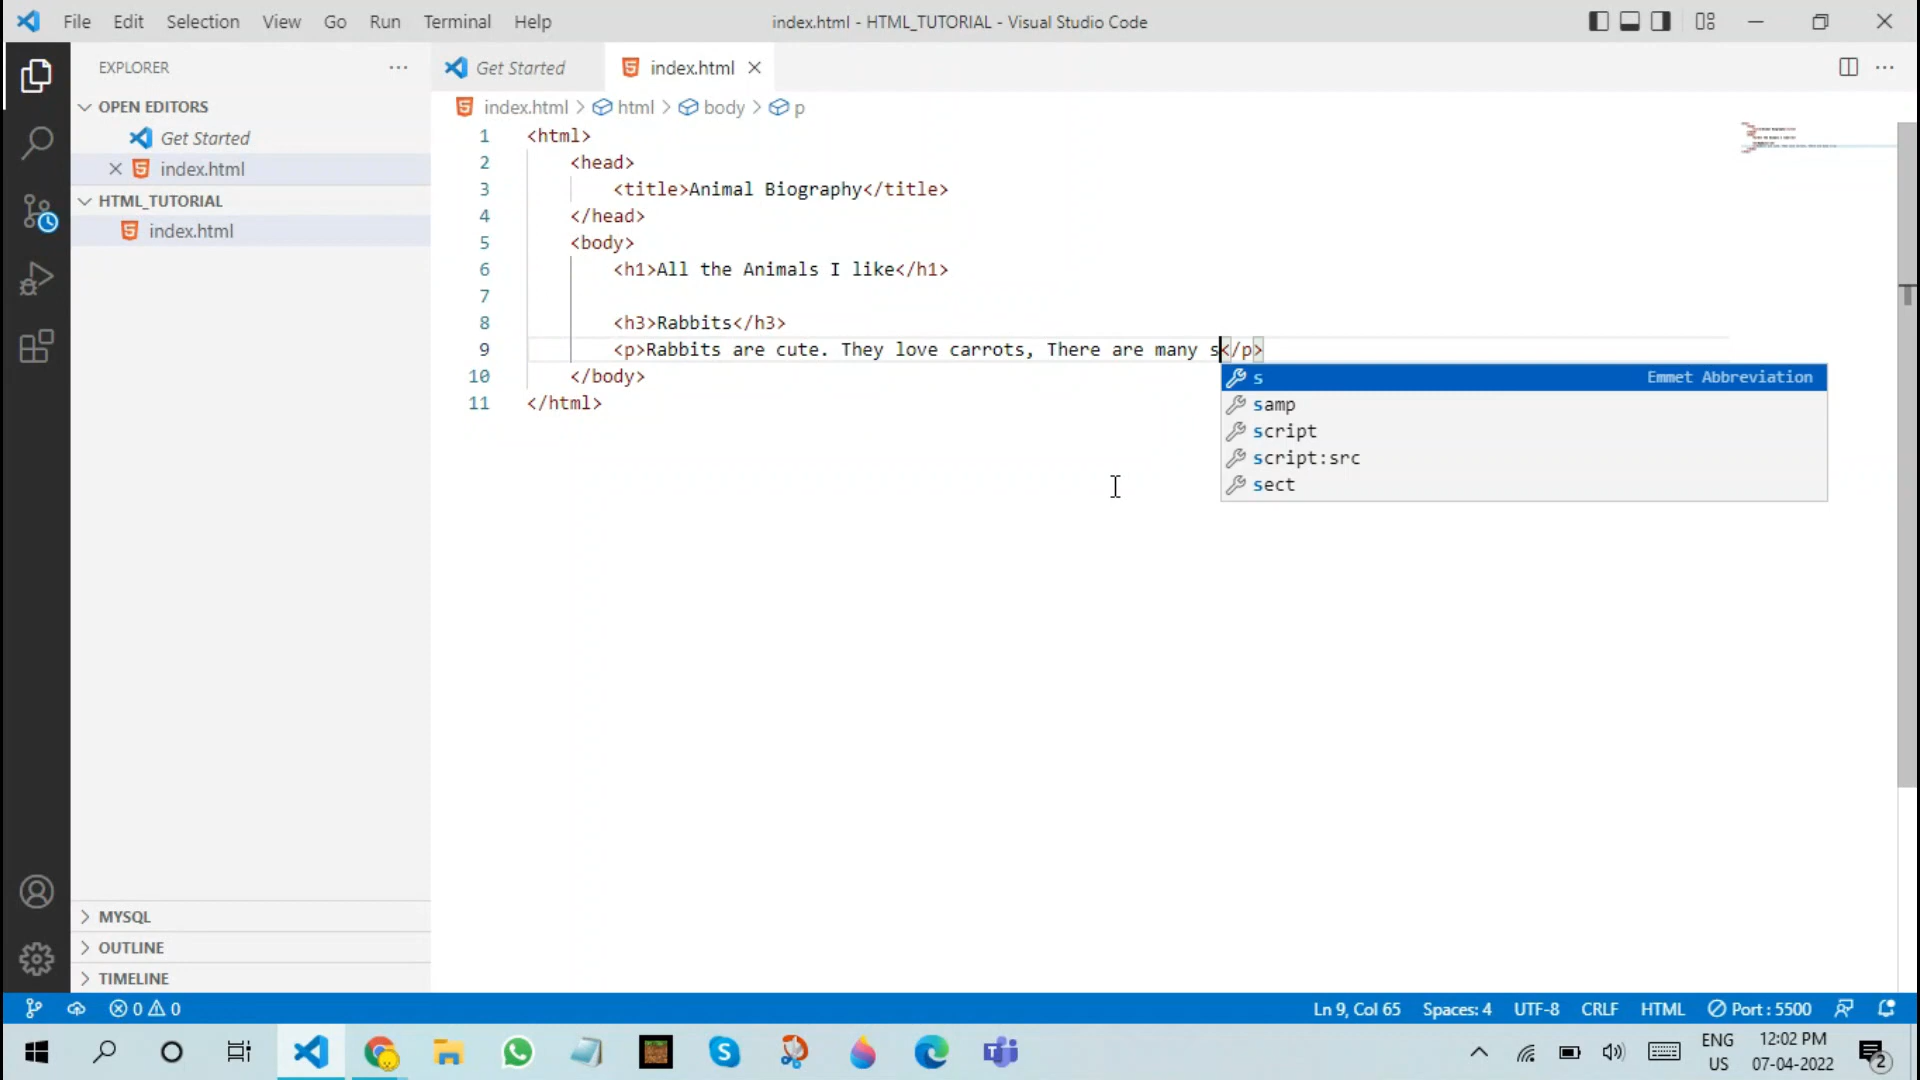 File Edit Selection View Go Run Terminal Help index.html - HTML_TUTORIAL - Visual Studio Code
EXPLORER
Get Started
index.html
OPEN EDITORS
Get Started
index.html
HTML_TUTORIAL
index.html
index.html > html > body > p
1 <html>
2 <head>
3 <title>Animal Biography</title>
4 </head>
5 <body>
6 <h1>All the Animals I like</h1>
7
8 <h3>Rabbits</h3>
9 <p>Rabbits are cute. They love carrots, There are many s</p>
10 </body>
11 </html>
s Emmet Abbreviation
samp
script
script:src
sect
MYSQL
OUTLINE
TIMELINE
0 0 Ln 9, Col 65 Spaces: 4 UTF-8 CRLF HTML Port : 5500
ENG 12:02 PM
US 07-04-2022 2